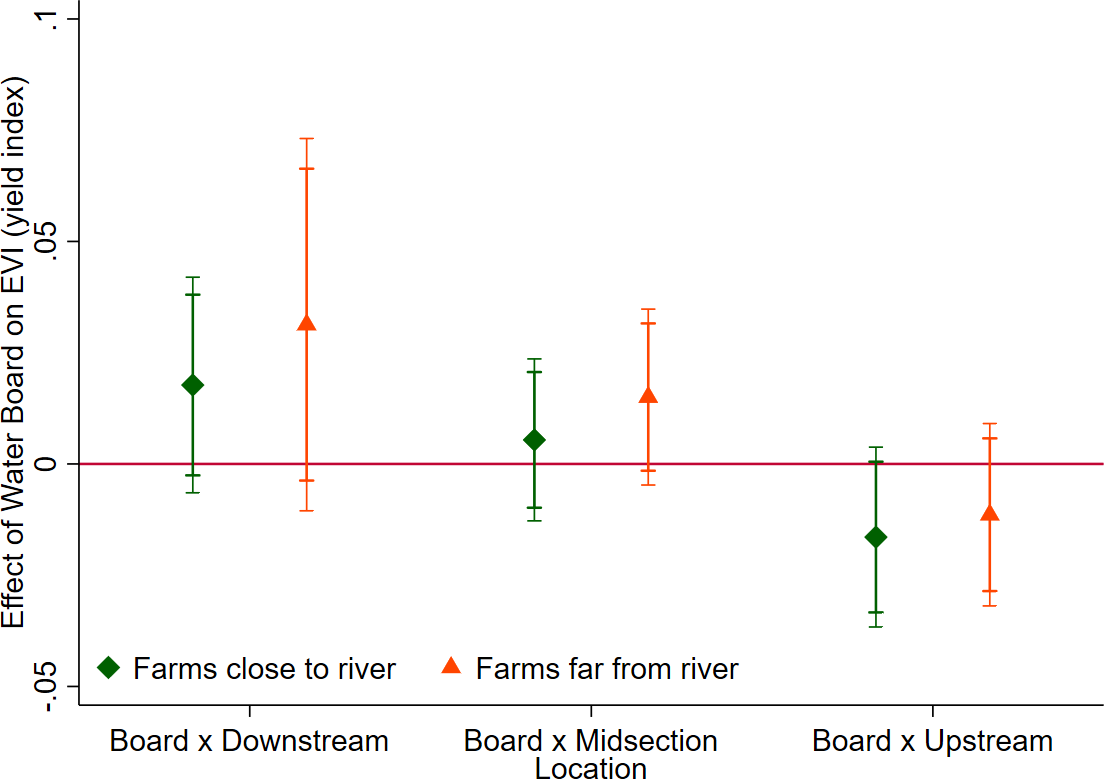 Effect of Water Board on EVI (yield index)
.1
.05
0
-.05
Farms close to river
Farms far from river
Board x Downstream
Board x Midsection
Board x Upstream
Location